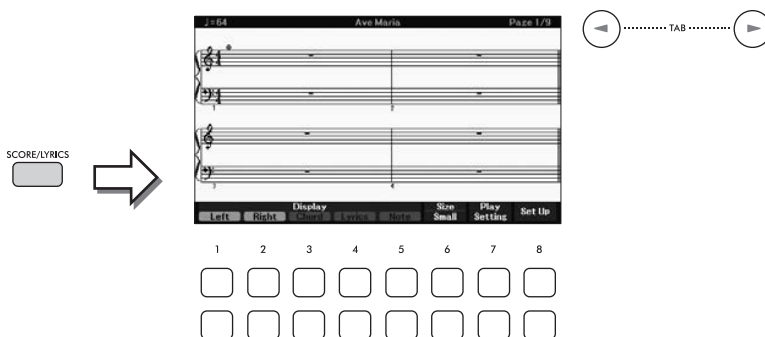 ♩=64 Ave Maria Page 1/9
TAB
1 2
SCORE/LYRICS
3 4
Display
Left Right Chord Lyrics Note Size Small Play Setting Set Up
1 2 3 4 5 6 7 8